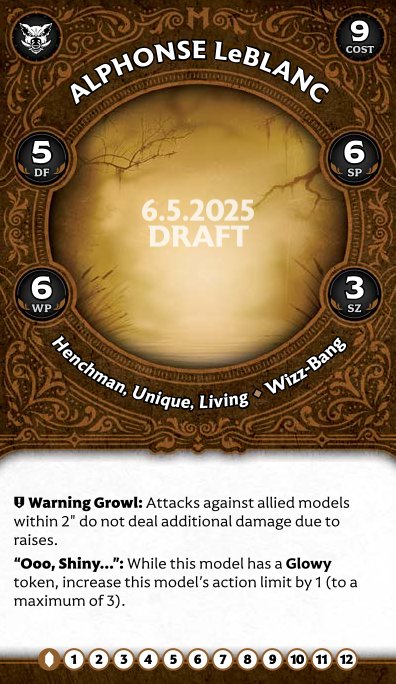 M
9
COST
ALPHONSE LeBLANC
5
DF
6
SP
6.5.2025
DRAFT
6
WP
3
SZ
Henchman, Unique, Living ♦ Wizz-Bang
Warning Growl: Attacks against allied models
within 2" do not deal additional damage due to
raises.
“Ooo, Shiny...”: While this model has a Glowy
token, increase this model’s action limit by 1 (to a
maximum of 3).
1 2 3 4 5 6 7 8 9 10 11 12